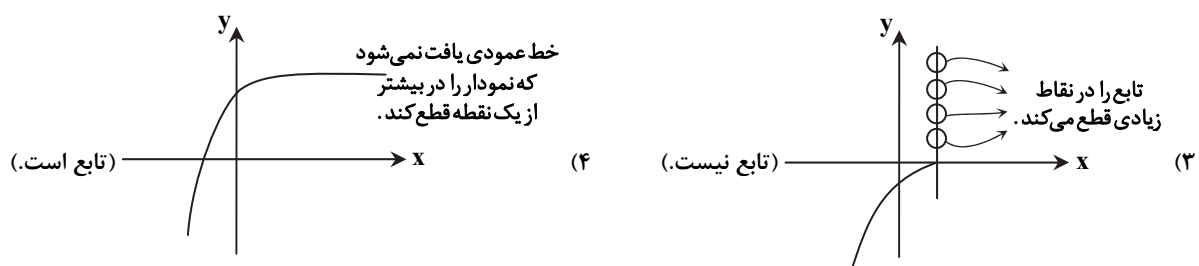 ۳)
y
تابع را در نقاط
زیادی قطع می‌کند.
x
(تابع نیست.)
۴)
y
خط عمودی یافت نمی‌شود
که نمودار را در بیشتر
از یک نقطه قطع کند.
x
(تابع است.)